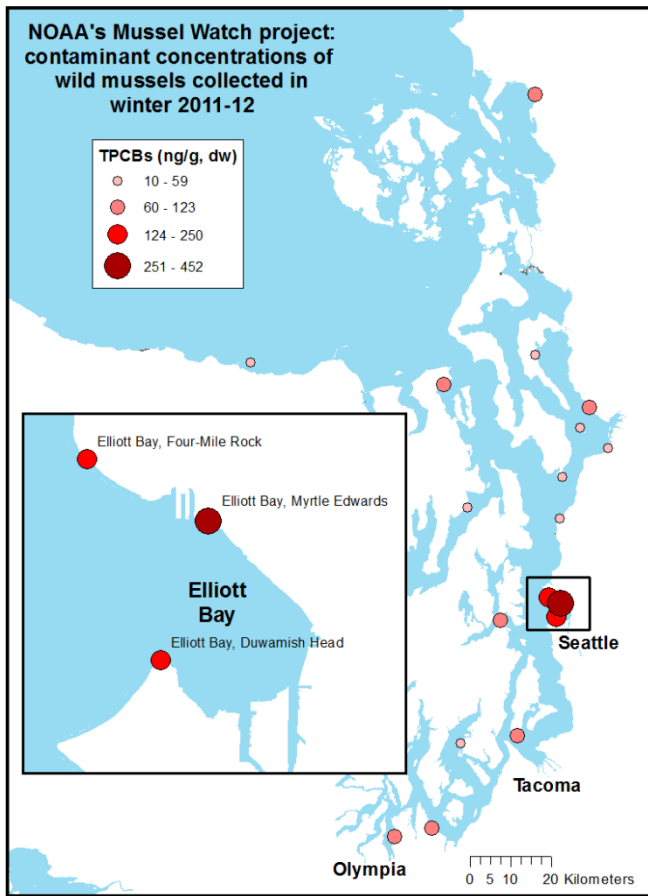 NOAA's Mussel Watch project:
contaminant concentrations of
wild mussels collected in
winter 2011-12
TPCBs (ng/g, dw)
10 - 59
60 - 123
124 - 250
251 - 452
Elliott Bay, Four-Mile Rock
Elliott Bay, Myrtle Edwards
Elliott
Bay
Elliott Bay, Duwamish Head
Seattle
Tacoma
Olympia
0 5 10 20 Kilometers